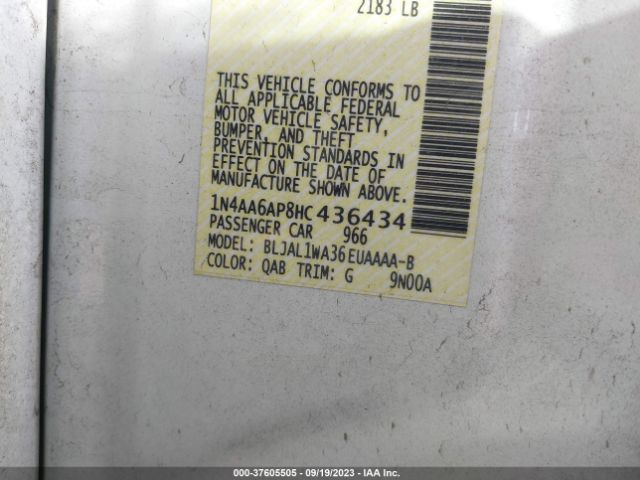 2183 LB
THIS VEHICLE CONFORMS TO
ALL APPLICABLE FEDERAL
MOTOR VEHICLE SAFETY,
BUMPER, AND THEFT
PREVENTION STANDARDS IN
EFFECT ON THE DATE OF
MANUFACTURE SHOWN ABOVE.
1N4AA6AP8HC436434
PASSENGER CAR 966
MODEL: BLJAL1WA36EUAAAA-B
COLOR: QAB TRIM: G 9N00A
000-37605505 - 09/19/2023 - IAA Inc.